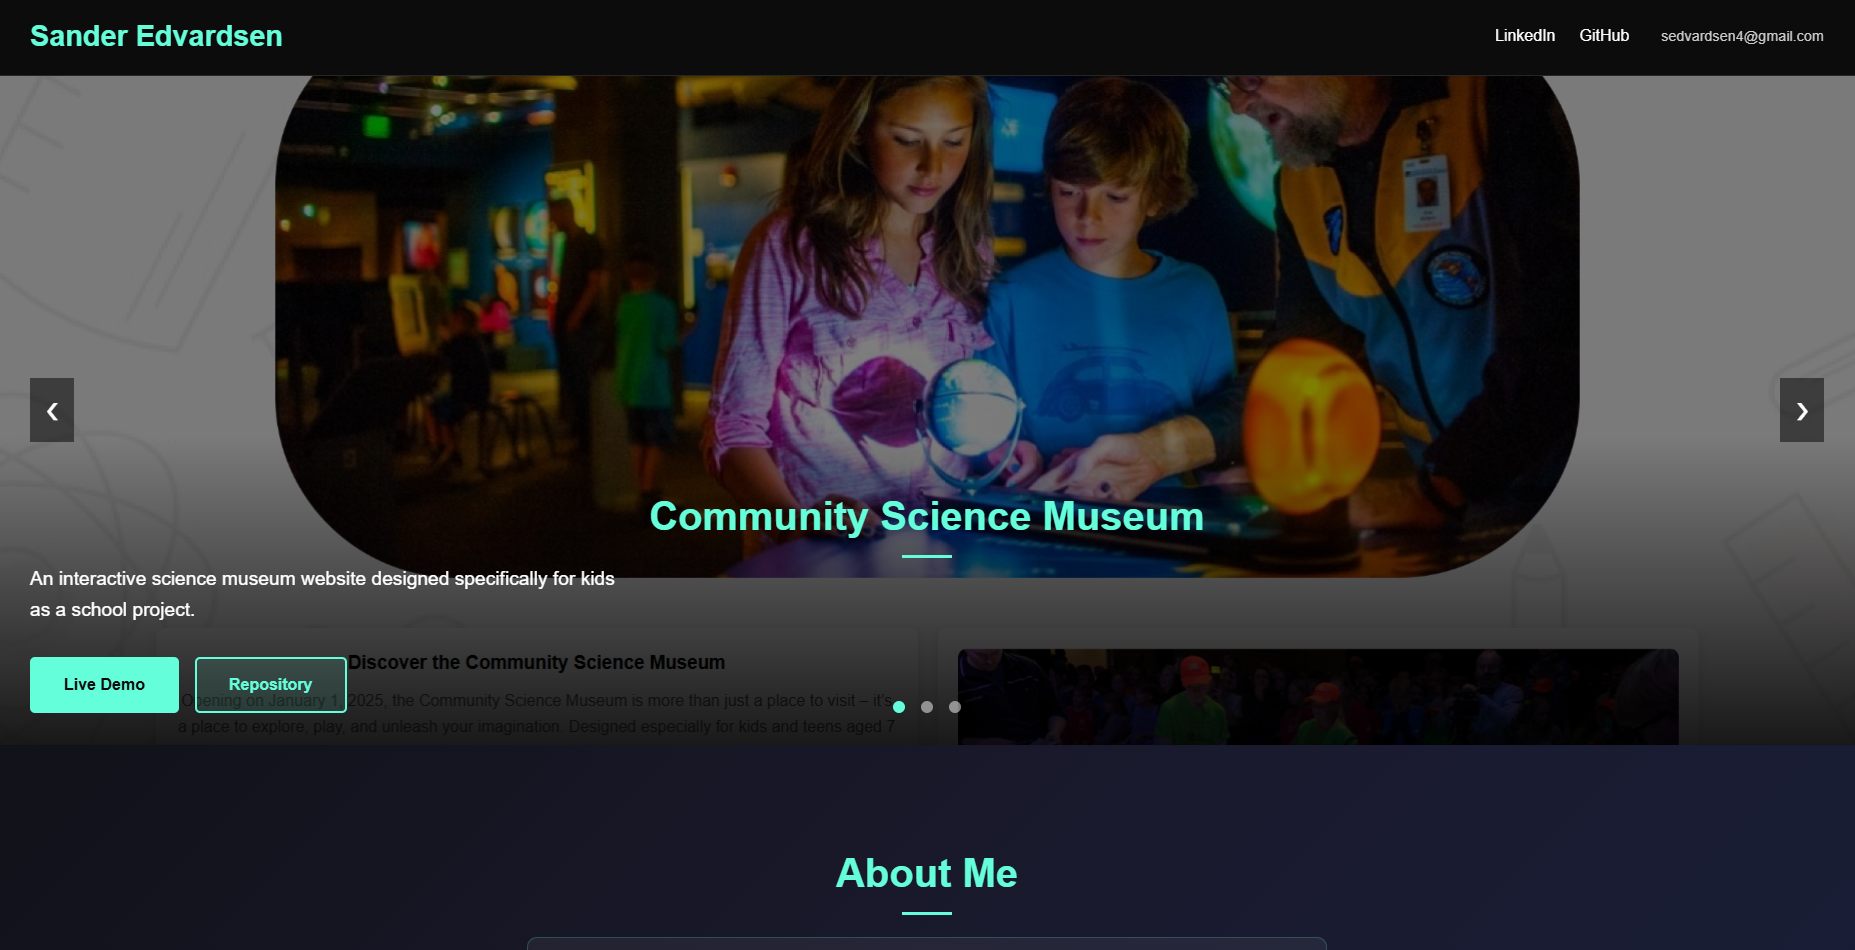 Sander Edvardsen
LinkedIn GitHub sedvardsen4@gmail.com
❮ ❯
Community Science Museum
An interactive science museum website designed specifically for kids
as a school project.
Discover the Community Science Museum
Live Demo Repository
Opening on January 1, 2025, the Community Science Museum is more than just a place to visit – it's
a place to explore, play, and unleash your imagination. Designed especially for kids and teens aged 7
About Me